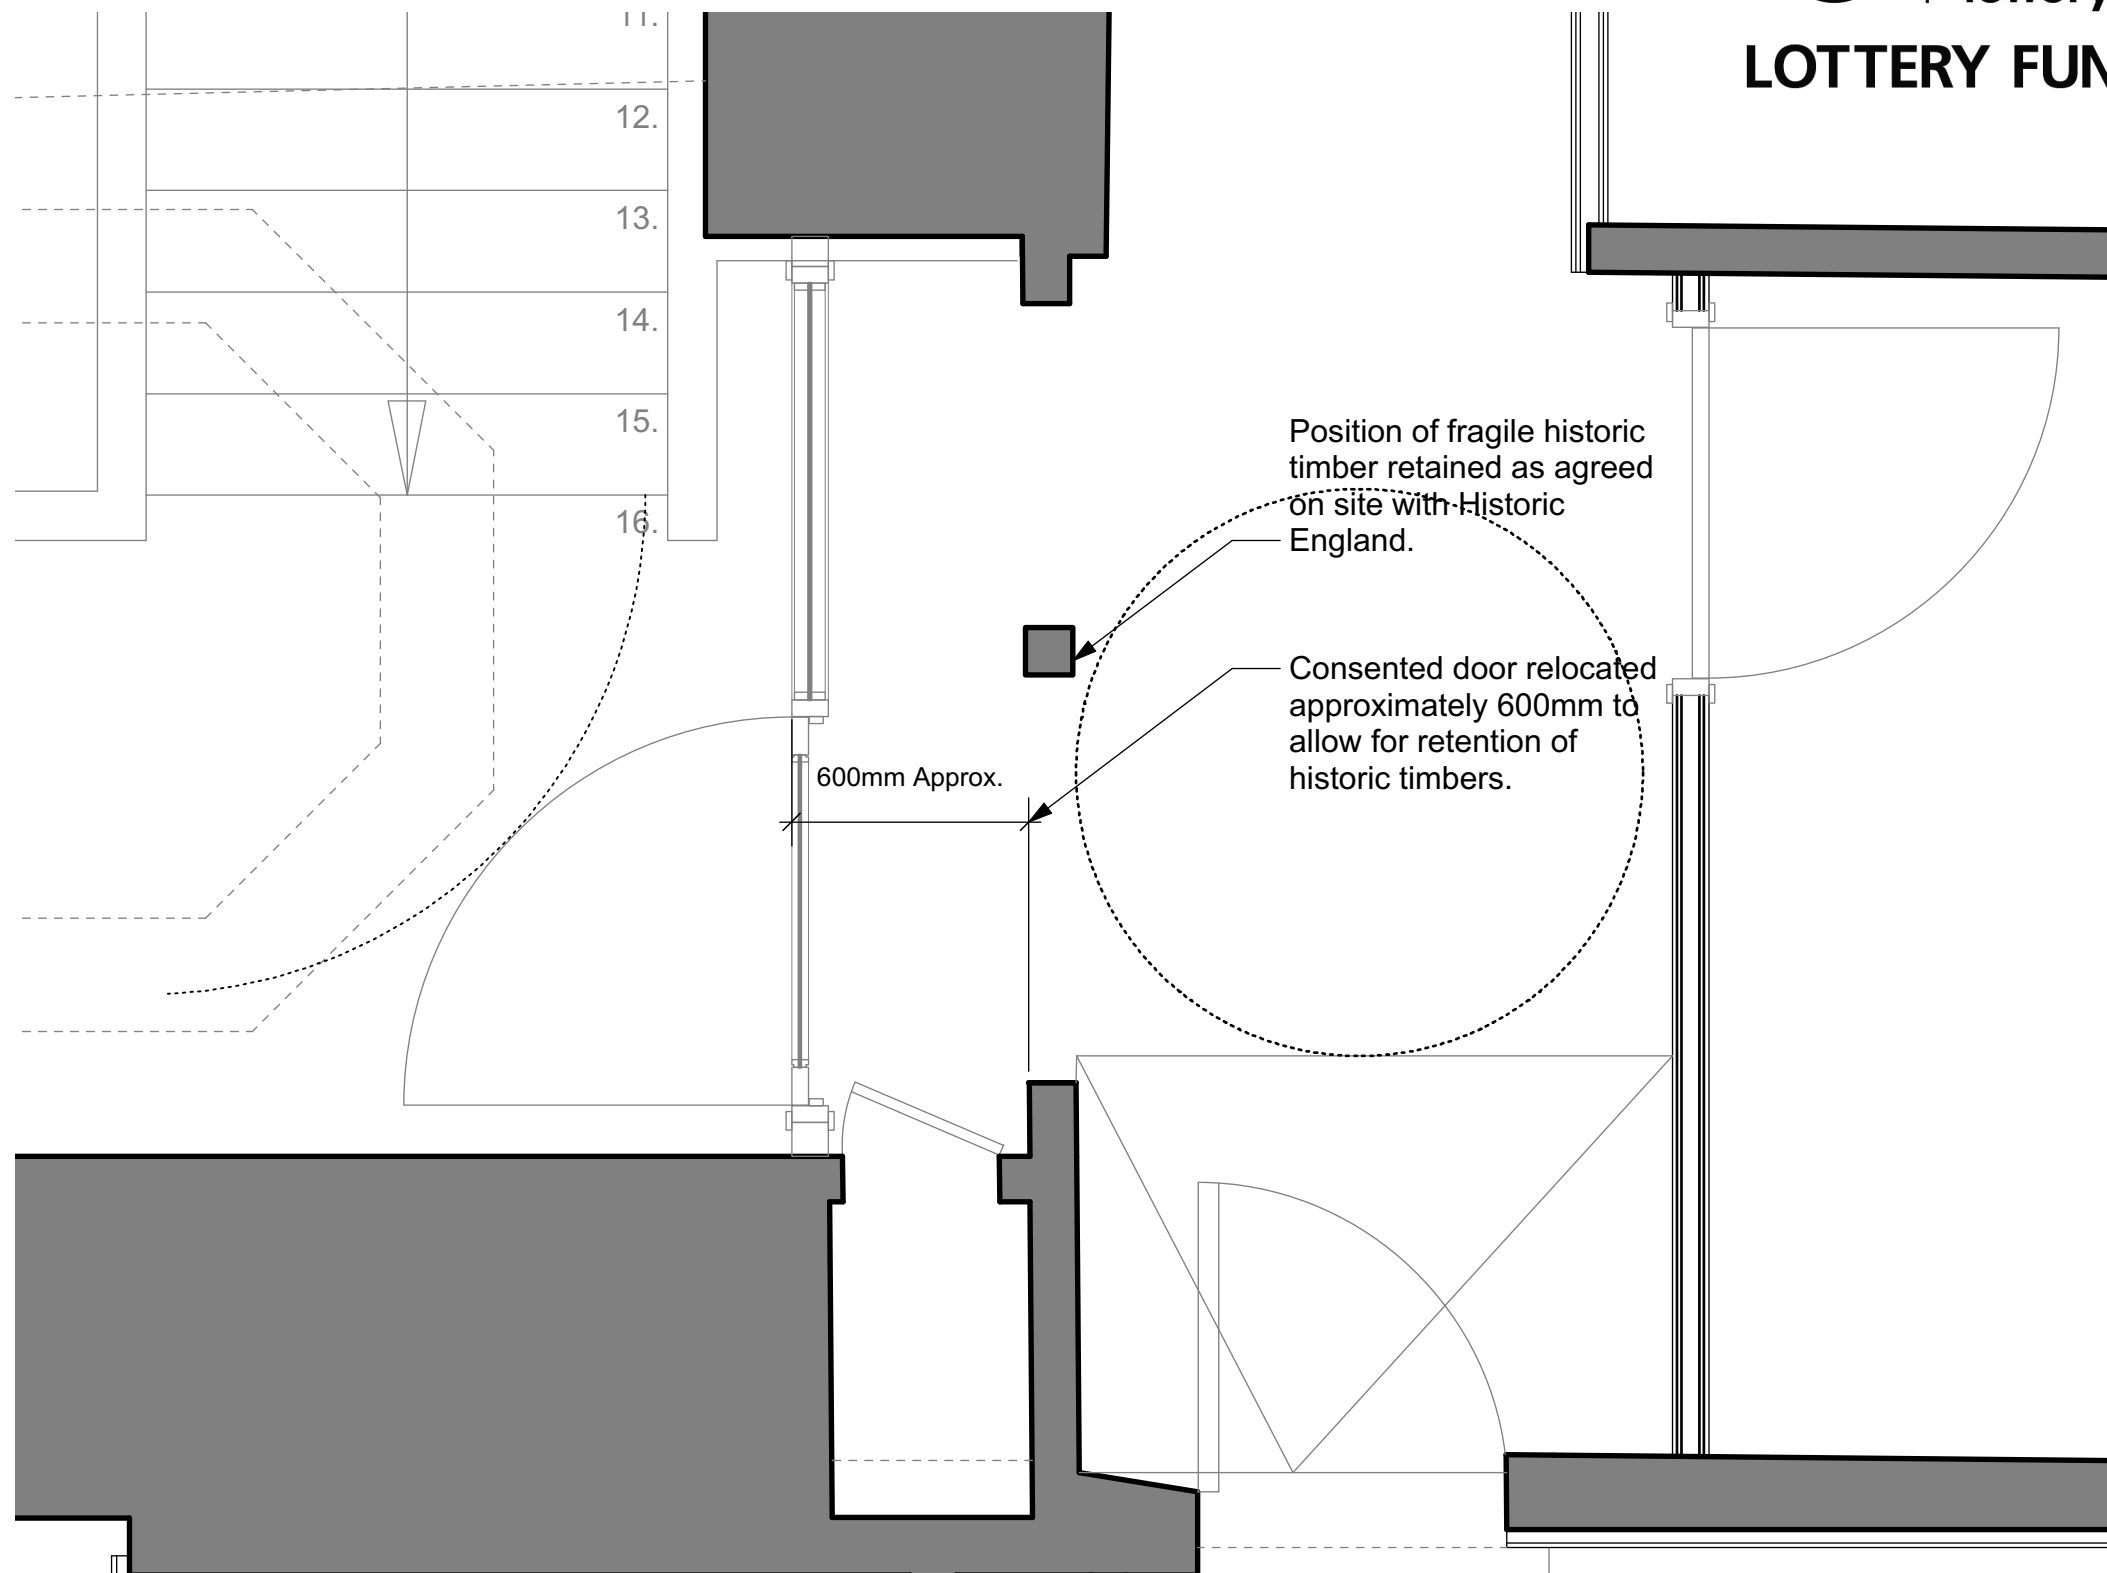 LOTTERY FUN
11.
12.
13.
14.
15.
16.
Position of fragile historic
timber retained as agreed
on site with Historic
England.
Consented door relocated
approximately 600mm to
allow for retention of
historic timbers.
600mm Approx.